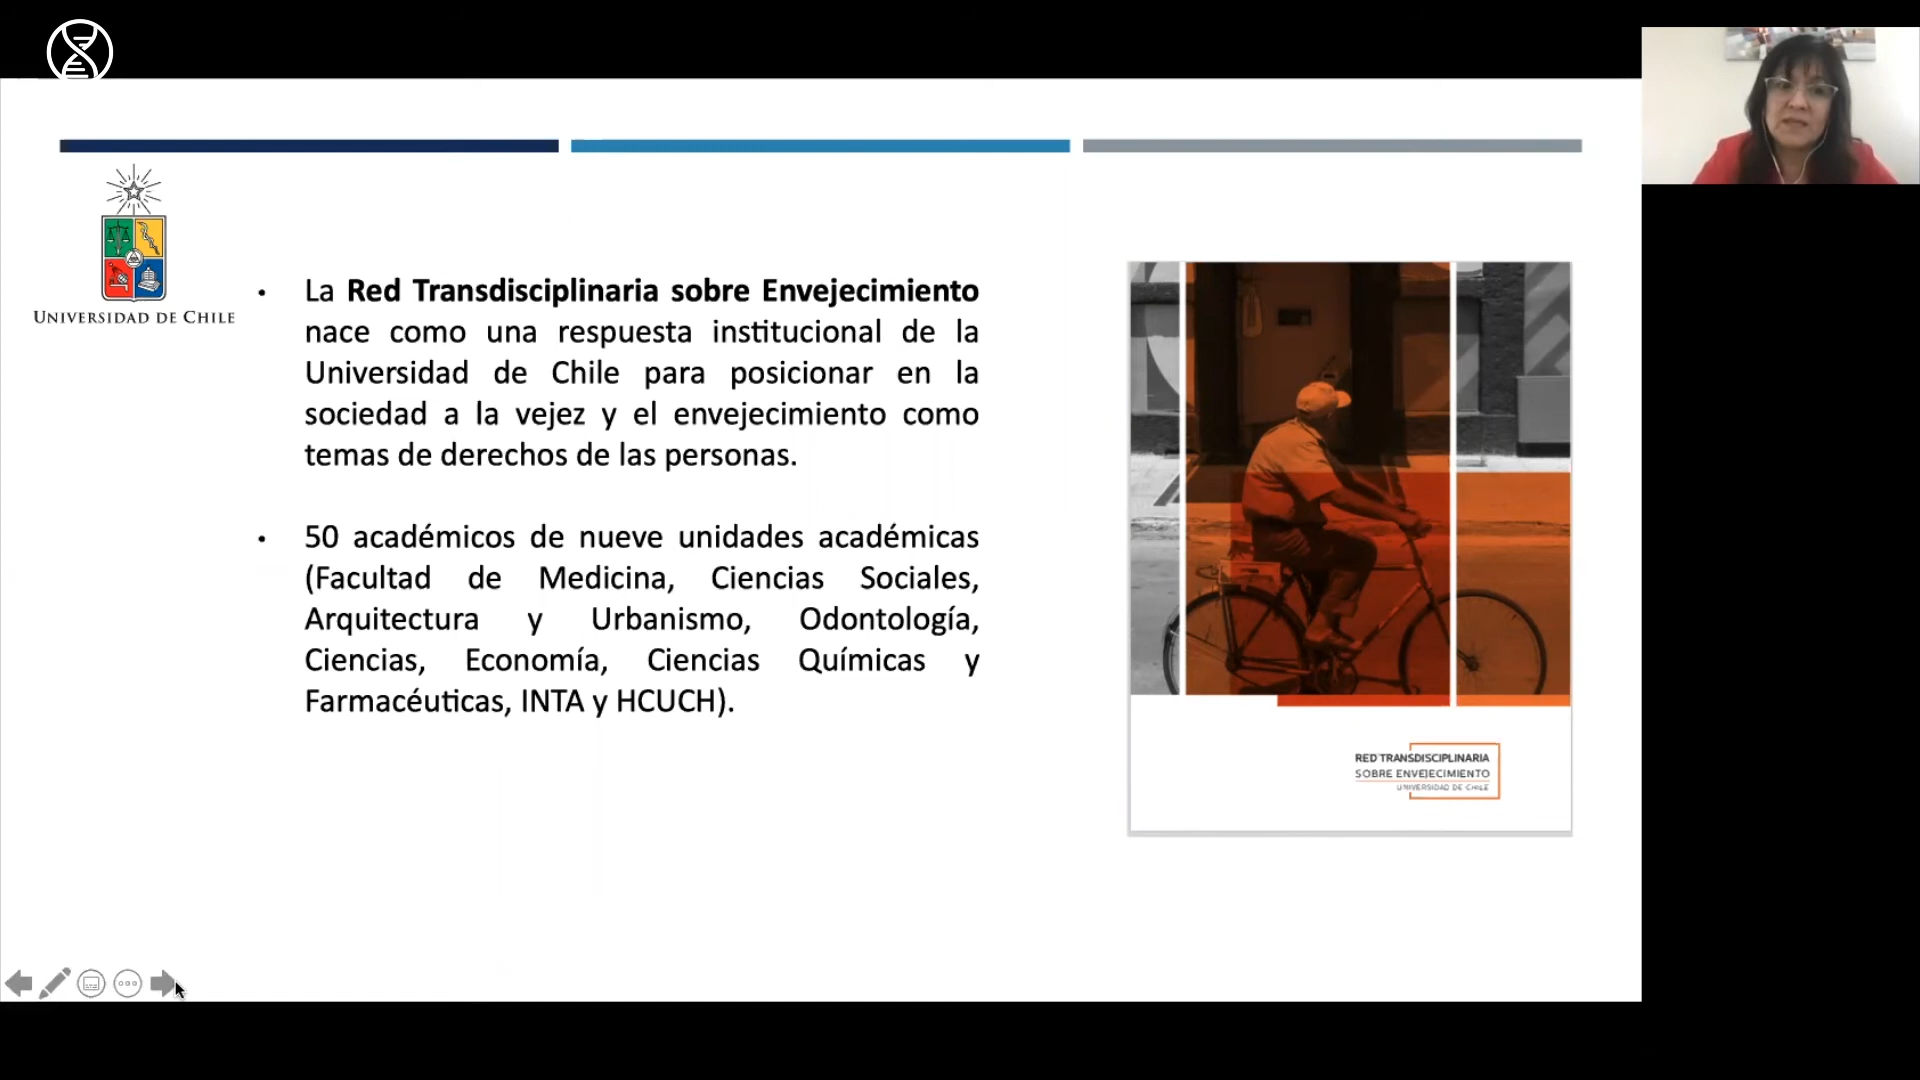 UNIVERSIDAD DE CHILE
• La Red Transdisciplinaria sobre Envejecimiento
nace como una respuesta institucional de la
Universidad de Chile para posicionar en la
sociedad a la vejez y el envejecimiento como
temas de derechos de las personas.
• 50 académicos de nueve unidades académicas
(Facultad de Medicina, Ciencias Sociales,
Arquitectura y Urbanismo, Odontología,
Ciencias, Economía, Ciencias Químicas y
Farmacéuticas, INTA y HCUCH).
RED TRANSDISCIPLINARIA
SOBRE ENVEJECIMIENTO
UNIVERSIDAD DE CHILE